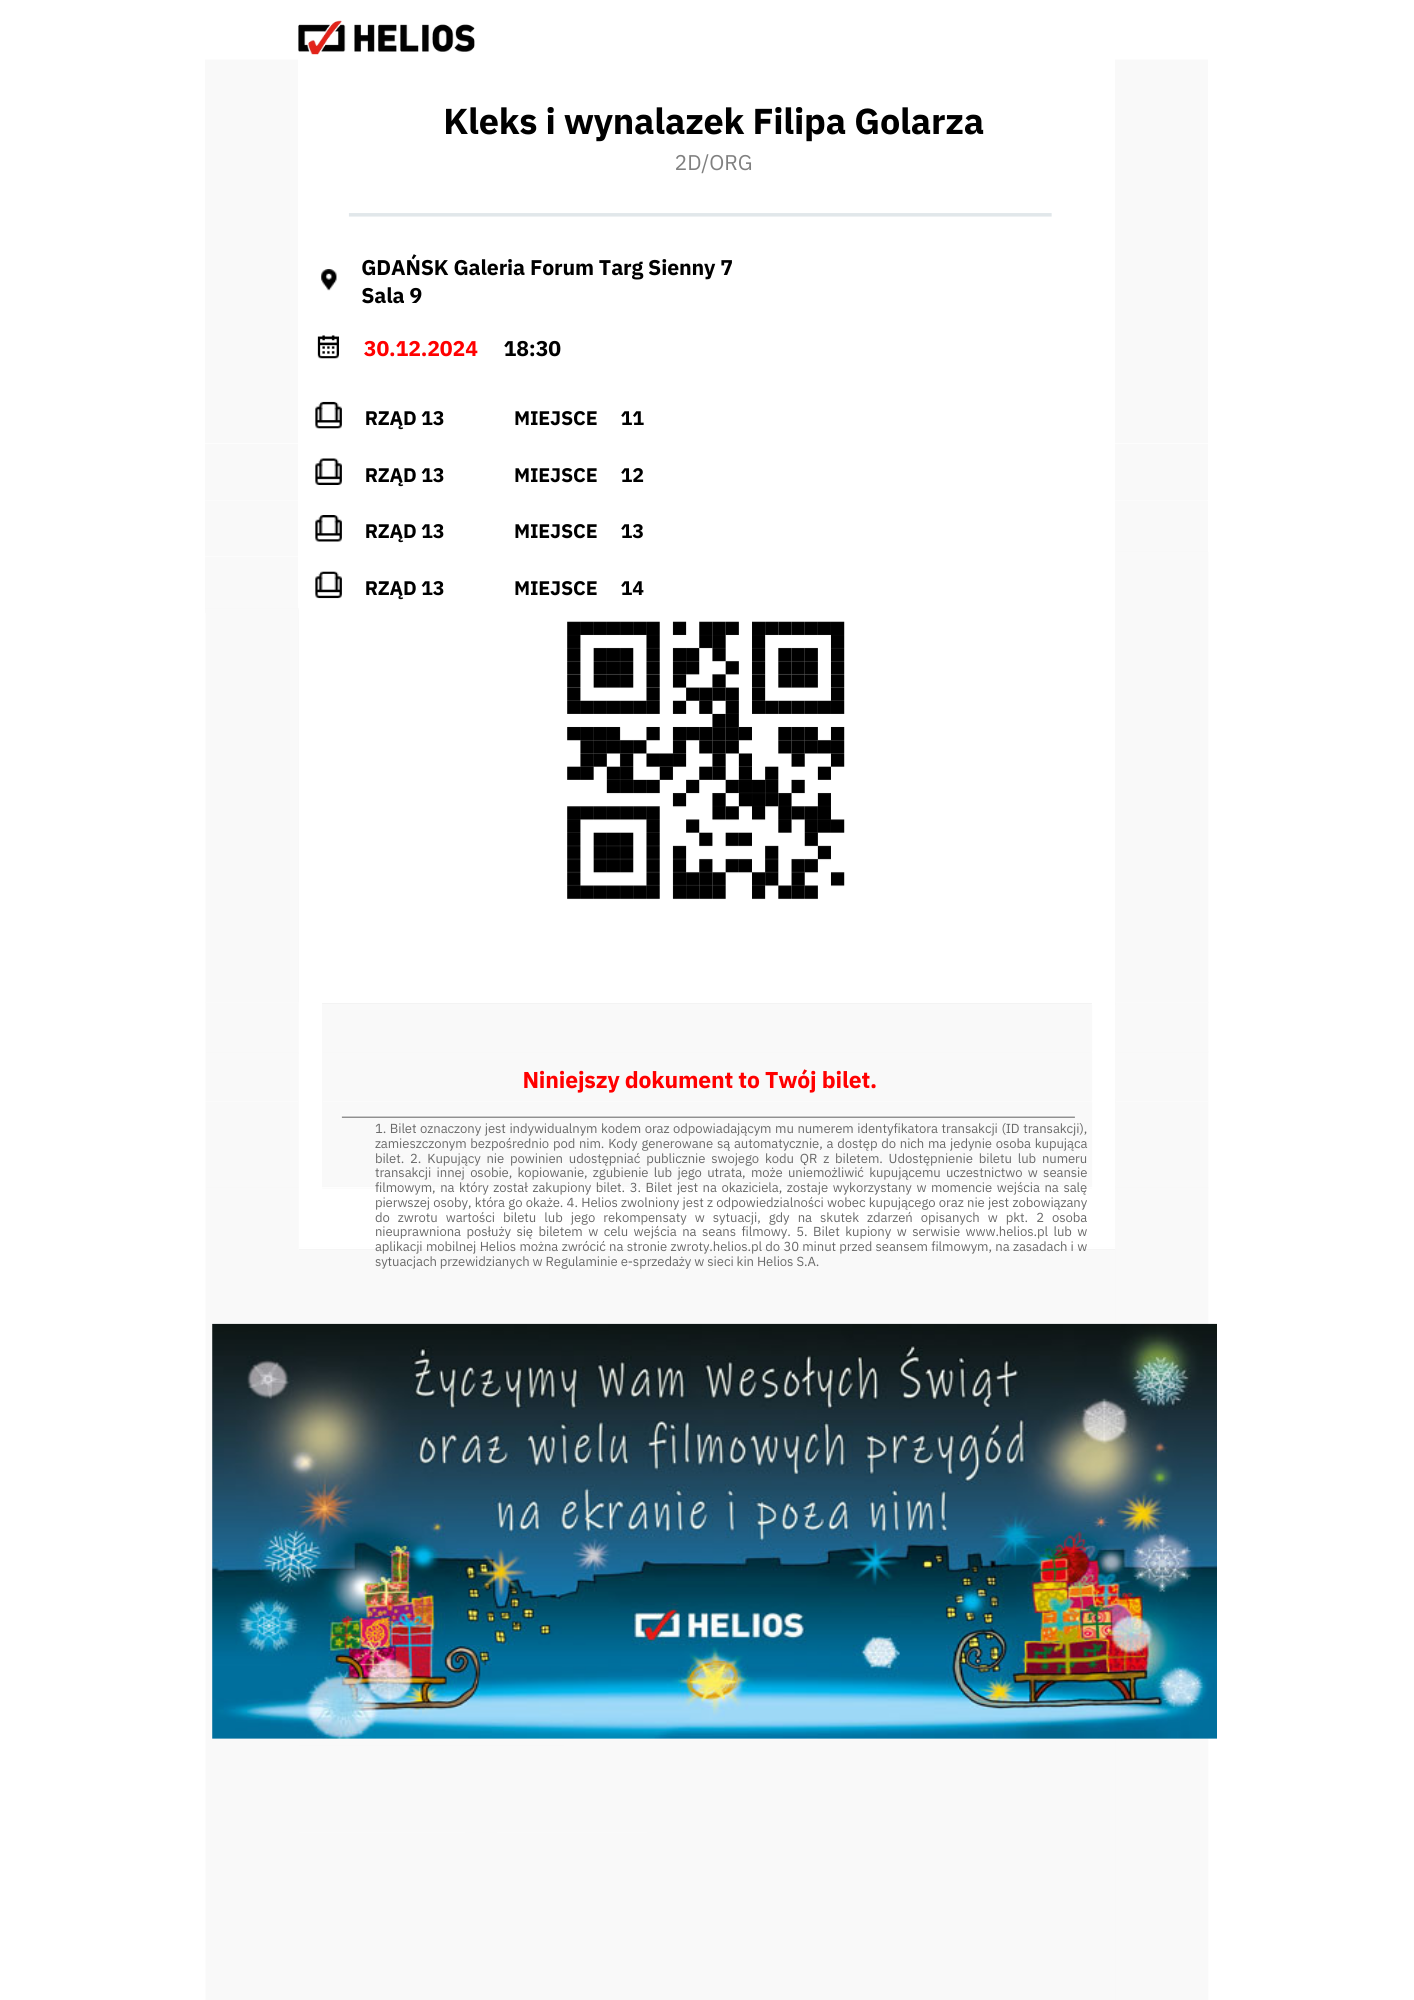 HELIOS
Kleks i wynalazek Filipa Golarza
2D/ORG
GDAŃSK Galeria Forum Targ Sienny 7
Sala 9
30.12.2024 18:30
RZĄD 13 MIEJSCE 11
RZĄD 13 MIEJSCE 12
RZĄD 13 MIEJSCE 13
RZĄD 13 MIEJSCE 14
Niniejszy dokument to Twój bilet.
1. Bilet oznaczony jest indywidualnym kodem oraz odpowiadającym mu numerem identyfikatora transakcji (ID transakcji),
zamieszczonym bezpośrednio pod nim. Kody generowane są automatycznie, a dostęp do nich ma jedynie osoba kupująca
bilet. 2. Kupujący nie powinien udostępniać publicznie swojego kodu QR z biletem. Udostępnienie biletu lub numeru
transakcji innej osobie, kopiowanie, zgubienie lub jego utrata, może uniemożliwić kupującemu uczestnictwo w seansie
filmowym, na który został zakupiony bilet. 3. Bilet jest na okaziciela, zostaje wykorzystany w momencie wejścia na salę
pierwszej osoby, która go okaże. 4. Helios zwolniony jest z odpowiedzialności wobec kupującego oraz nie jest zobowiązany
do zwrotu wartości biletu lub jego rekompensaty w sytuacji, gdy na skutek zdarzeń opisanych w pkt. 2 osoba
nieuprawniona posłuży się biletem w celu wejścia na seans filmowy. 5. Bilet kupiony w serwisie www.helios.pl lub w
aplikacji mobilnej Helios można zwrócić na stronie zwroty.helios.pl do 30 minut przed seansem filmowym, na zasadach i w
sytuacjach przewidzianych w Regulaminie e-sprzedaży w sieci kin Helios S.A.
Życzymy Wam Wesołych Świąt
oraz wielu filmowych przygód
na ekranie i poza nim!
HELIOS